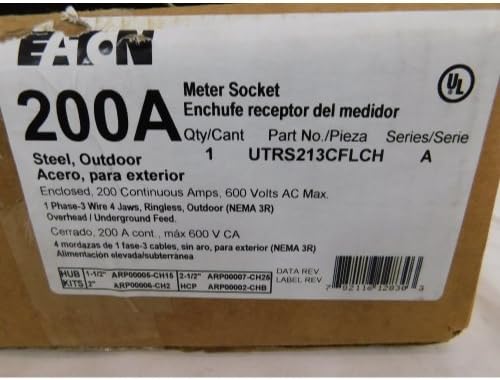 EATON
200A
Meter Socket
Enchufe receptor del medidor
Qty/Cant Part No./Pieza Series/Serie
1 UTRS213CFLCH A
UL
Steel, Outdoor
Acero, para exterior
Enclosed, 200 Continuous Amps, 600 Volts AC Max.
1 Phase-3 Wire 4 Jaws, Ringless, Outdoor (NEMA 3R)
Overhead / Underground Feed.
Cerrado, 200 A cont., máx 600 V CA
4 mordazas de 1 fase-3 cables, sin aro, para exterior (NEMA 3R)
Alimentacion elevada/subterránea
HUB 1-1/2" ARP00005-CH15 2-1/2" ARP00007-CH25
KITS 2" ARP00006-CH2 HCP ARP00002-CHB
DATA REV.
LABEL REV.